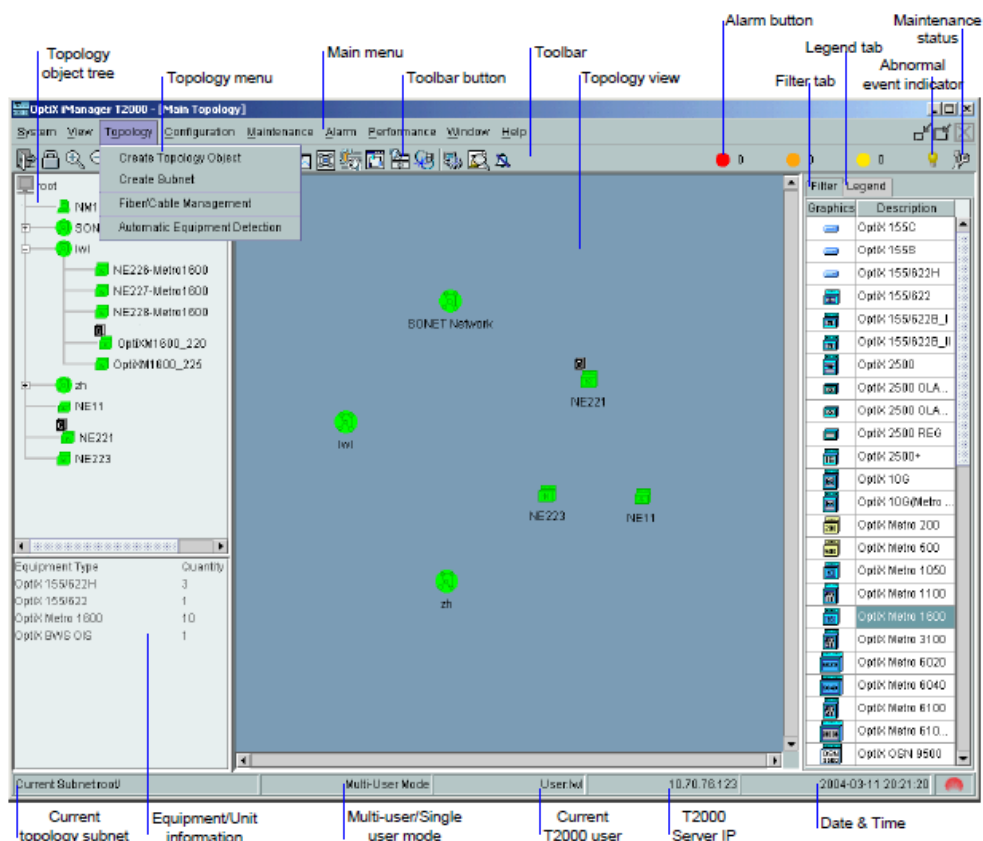 Alarm button
Maintenance
status
Topology
object tree
Main menu
Toolbar
Legend tab
Topology menu
Toolbar button
Topology view
Filter tab
Abnormal
event indicator
OptiX iManager T2000 - [Main Topology]
System View Topology Configuration Maintenance Alarm Performance Window Help
0
0
0
Create Topology Object
Create Subnet
Fiber/Cable Management
Automatic Equipment Detection
root
NM1
SON
lwl
NE226-Metro1600
NE227-Metro1600
NE228-Metro1600
OptiXM1600_220
OptiXM1600_225
zh
NE11
NE221
NE223
SONET Network
NE221
lwl
NE223
NE11
zh
Filter Legend
Graphics Description
OptiX 155C
OptiX 155B
OptiX 155/622H
OptiX 155/622
OptiX 155/622B_I
OptiX 155/622B_II
OptiX 2500
OptiX 2500 OLA...
OptiX 2500 OLA...
OptiX 2500 REG
OptiX 2500+
OptiX 10G
OptiX 10G(Metro ...
OptiX Metro 200
OptiX Metro 500
OptiX Metro 1050
OptiX Metro 1100
OptiX Metro 1600
OptiX Metro 3100
OptiX Metro 6020
OptiX Metro 6040
OptiX Metro 6100
OptiX Metro 610...
OptiX OSN 9500
Equipment Type Quantity
OptiX 155/622H 3
OptiX 155/622 1
OptiX Metro 1600 10
OptiX BWS OIS 1
Current Subnet:root/ Multi-User Mode User:lwl 10.70.76.123 2004-03-11 20:21:20
Current
topology subnet
Equipment/Unit
information
Multi-user/Single
user mode
Current
T2000 user
T2000
Server IP
Date & Time